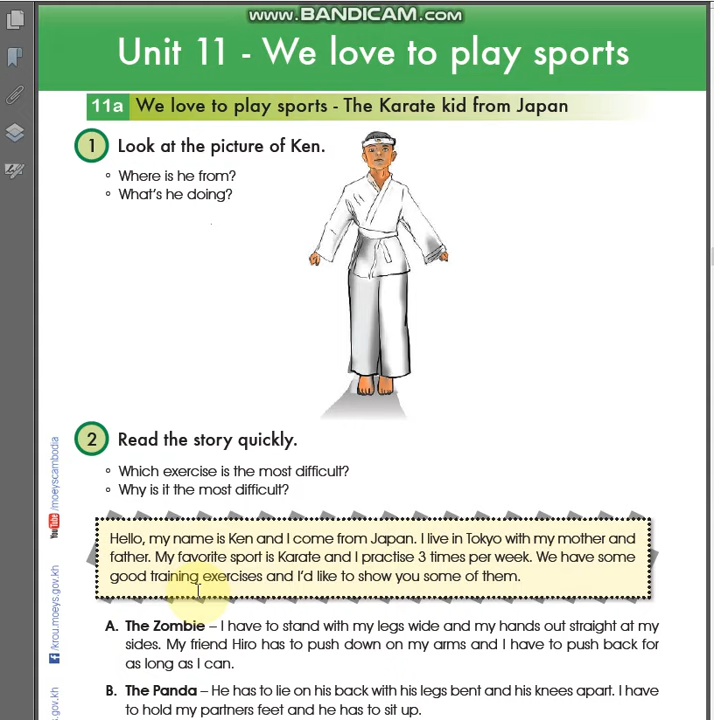 www.BANDICAM.com
Unit 11 - We love to play sports
11a We love to play sports - The Karate kid from Japan
1 Look at the picture of Ken.
Where is he from?
What's he doing?
2 Read the story quickly.
Which exercise is the most difficult?
Why is it the most difficult?
Hello, my name is Ken and I come from Japan. I live in Tokyo with my mother and
father. My favorite sport is Karate and I practise 3 times per week. We have some
good training exercises and I'd like to show you some of them.
A. The Zombie – I have to stand with my legs wide and my hands out straight at my
sides. My friend Hiro has to push down on my arms and I have to push back for
as long as I can.
B. The Panda – He has to lie on his back with his legs bent and his knees apart. I have
to hold my partners feet and he has to sit up.
YouTube /moeyscambodia
f /krou.moeys.gov.kh
s.gov.kh